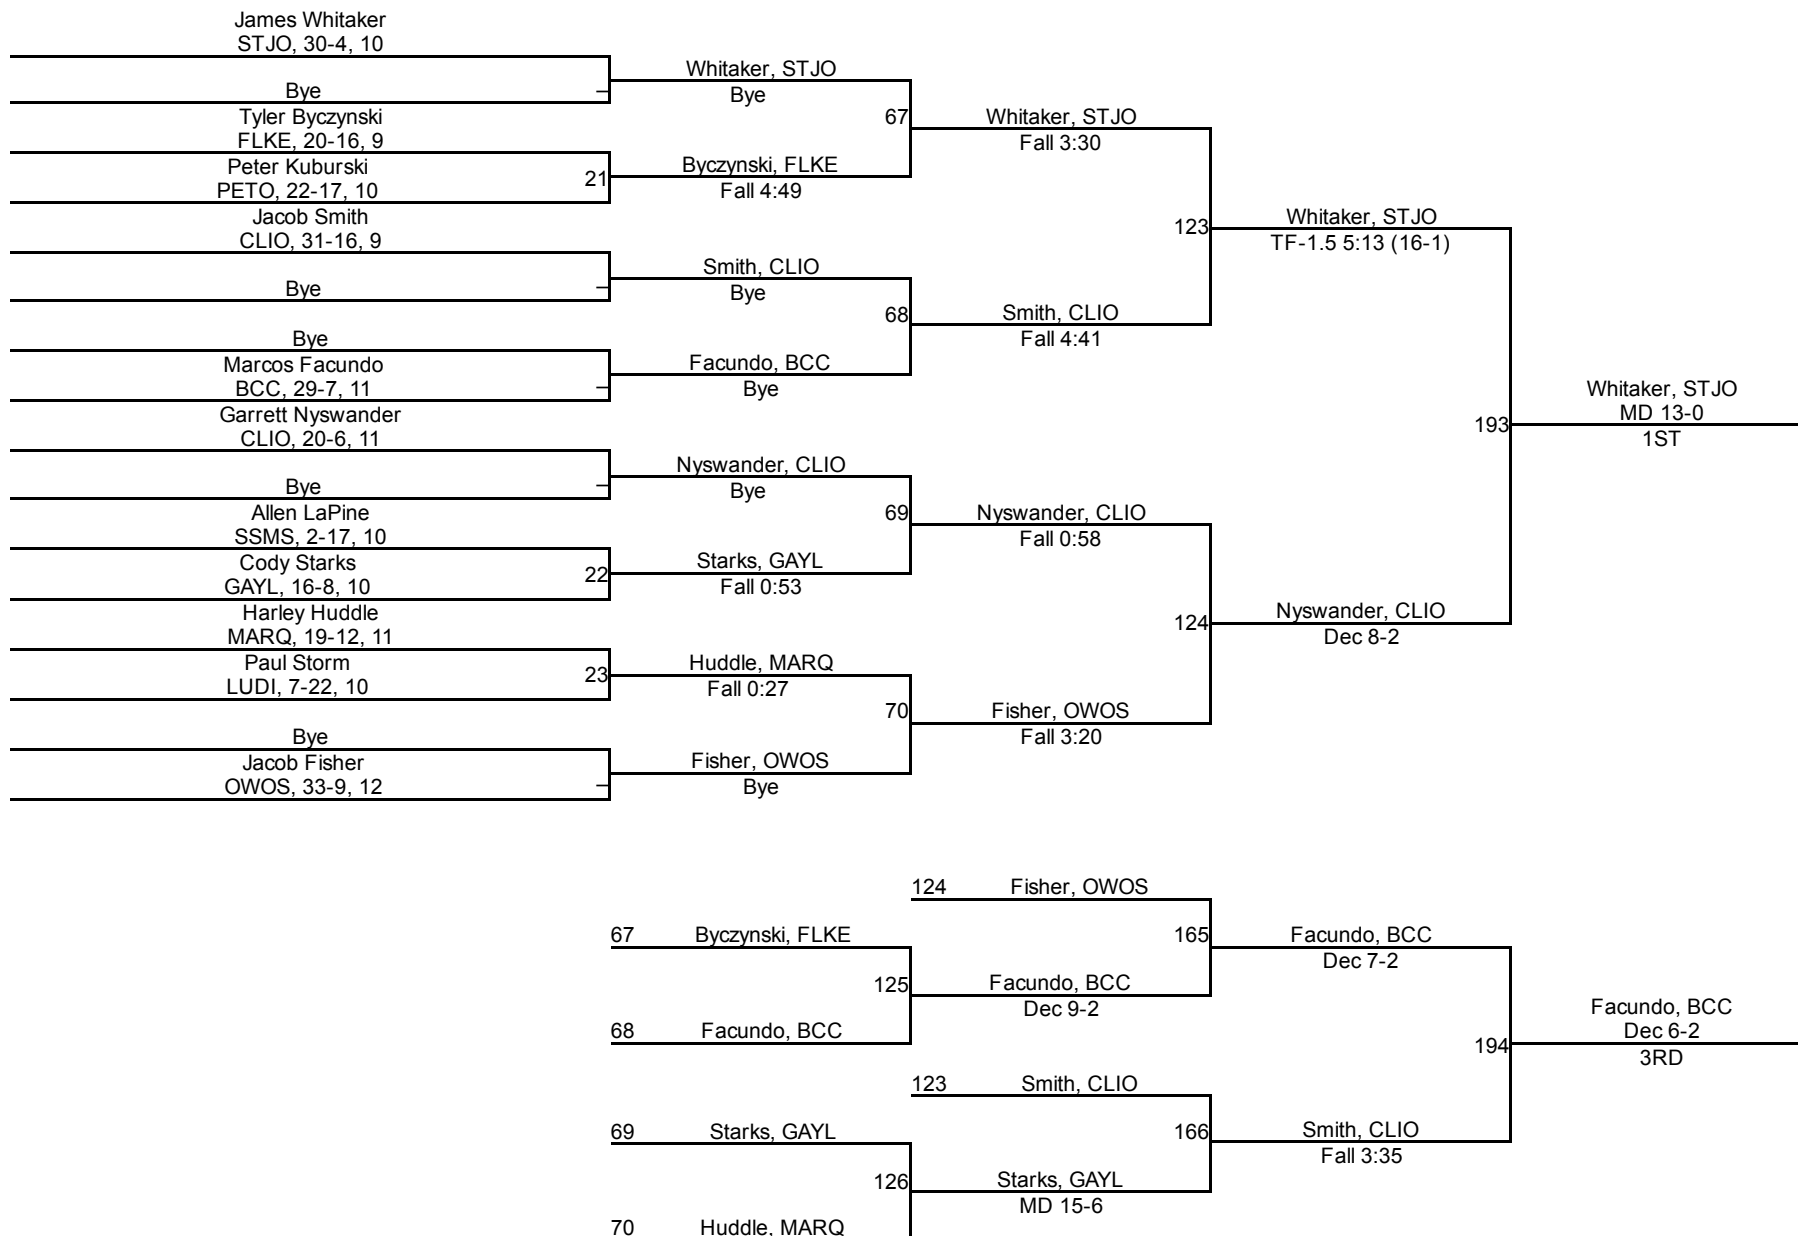 James Whitaker
STJO, 30-4, 10
Bye
Tyler Byczynski
FLKE, 20-16, 9
Peter Kuburski
PETO, 22-17, 10
21
Jacob Smith
CLIO, 31-16, 9
Bye
Bye
Marcos Facundo
BCC, 29-7, 11
Garrett Nyswander
CLIO, 20-6, 11
Bye
Allen LaPine
SSMS, 2-17, 10
Cody Starks
GAYL, 16-8, 10
22
Harley Huddle
MARQ, 19-12, 11
Paul Storm
LUDI, 7-22, 10
23
Bye
Jacob Fisher
OWOS, 33-9, 12
Whitaker, STJO
Bye
67
Byczynski, FLKE
Fall 4:49
Smith, CLIO
Bye
68
Facundo, BCC
Bye
Nyswander, CLIO
Bye
69
Starks, GAYL
Fall 0:53
Huddle, MARQ
Fall 0:27
70
Fisher, OWOS
Bye
Whitaker, STJO
Fall 3:30
123
Smith, CLIO
Fall 4:41
Nyswander, CLIO
Fall 0:58
124
Fisher, OWOS
Fall 3:20
Whitaker, STJO
TF-1.5 5:13 (16-1)
193
Nyswander, CLIO
Dec 8-2
Whitaker, STJO
MD 13-0
1ST
124 Fisher, OWOS
67 Byczynski, FLKE
165
125
Facundo, BCC
Dec 9-2
68 Facundo, BCC
Facundo, BCC
Dec 7-2
123 Smith, CLIO
69 Starks, GAYL
166
126
Starks, GAYL
MD 15-6
70 Huddle, MARQ
Smith, CLIO
Fall 3:35
194
Facundo, BCC
Dec 6-2
3RD